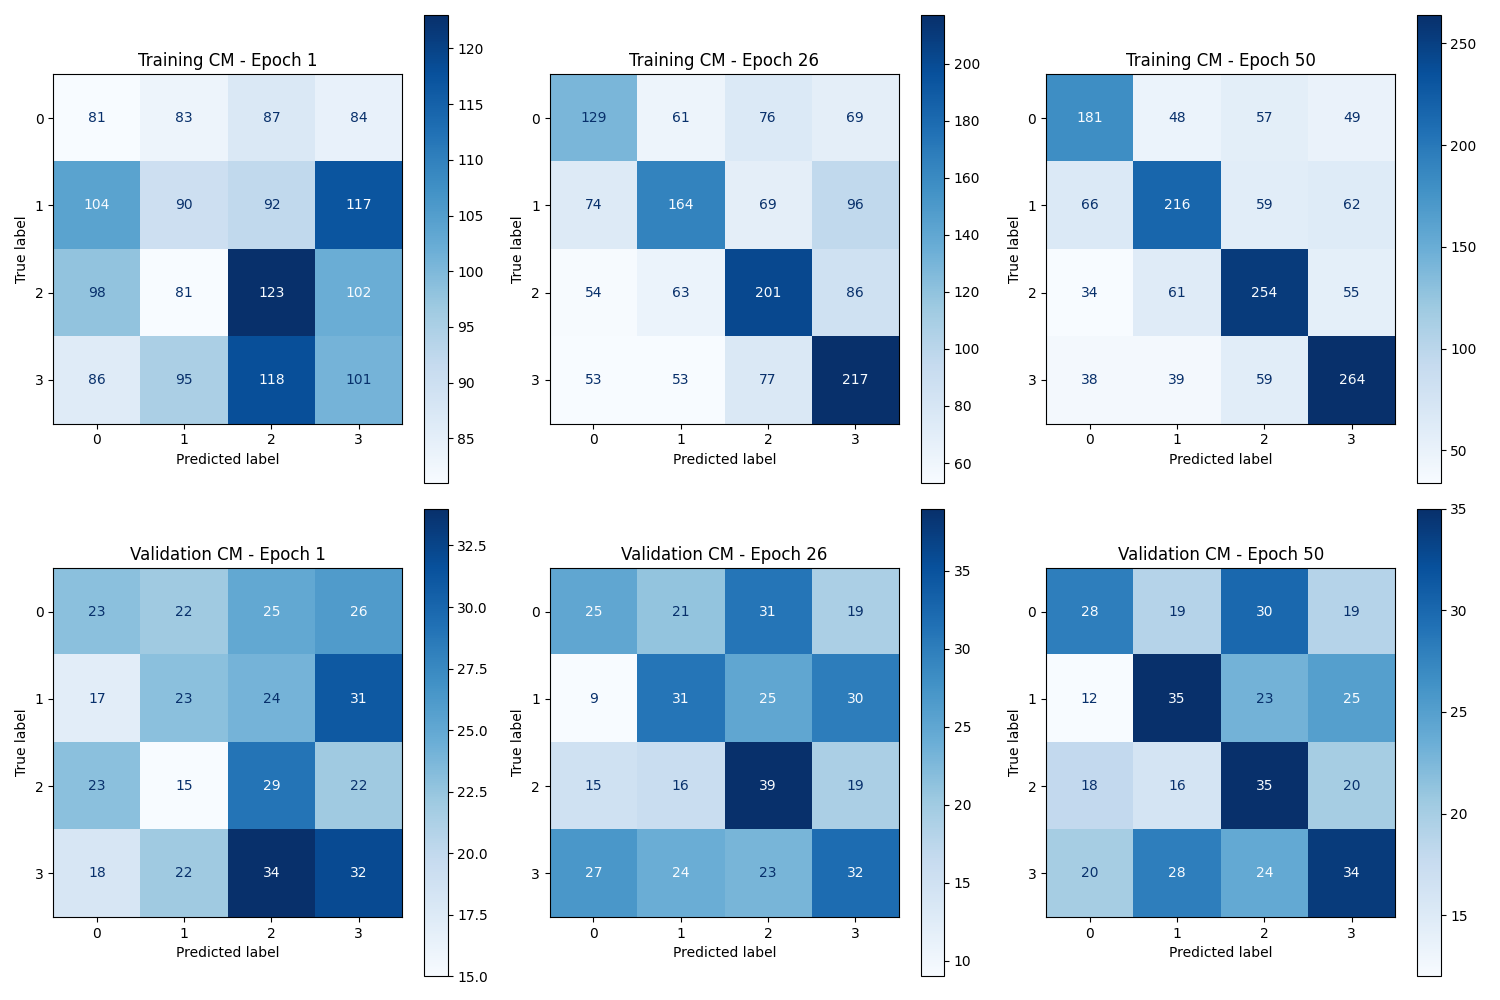 Training CM - Epoch 1
True label
0 81 83 87 84
1 104 90 92 117
2 98 81 123 102
3 86 95 118 101
0 1 2 3
Predicted label
120
115
110
105
100
95
90
85
Training CM - Epoch 26
True label
0 129 61 76 69
1 74 164 69 96
2 54 63 201 86
3 53 53 77 217
0 1 2 3
Predicted label
200
180
160
140
120
100
80
60
Training CM - Epoch 50
True label
0 181 48 57 49
1 66 216 59 62
2 34 61 254 55
3 38 39 59 264
0 1 2 3
Predicted label
250
200
150
100
50
Validation CM - Epoch 1
True label
0 23 22 25 26
1 17 23 24 31
2 23 15 29 22
3 18 22 34 32
0 1 2 3
Predicted label
32.5
30.0
27.5
25.0
22.5
20.0
17.5
15.0
Validation CM - Epoch 26
True label
0 25 21 31 19
1 9 31 25 30
2 15 16 39 19
3 27 24 23 32
0 1 2 3
Predicted label
35
30
25
20
15
10
Validation CM - Epoch 50
True label
0 28 19 30 19
1 12 35 23 25
2 18 16 35 20
3 20 28 24 34
0 1 2 3
Predicted label
35
30
25
20
15